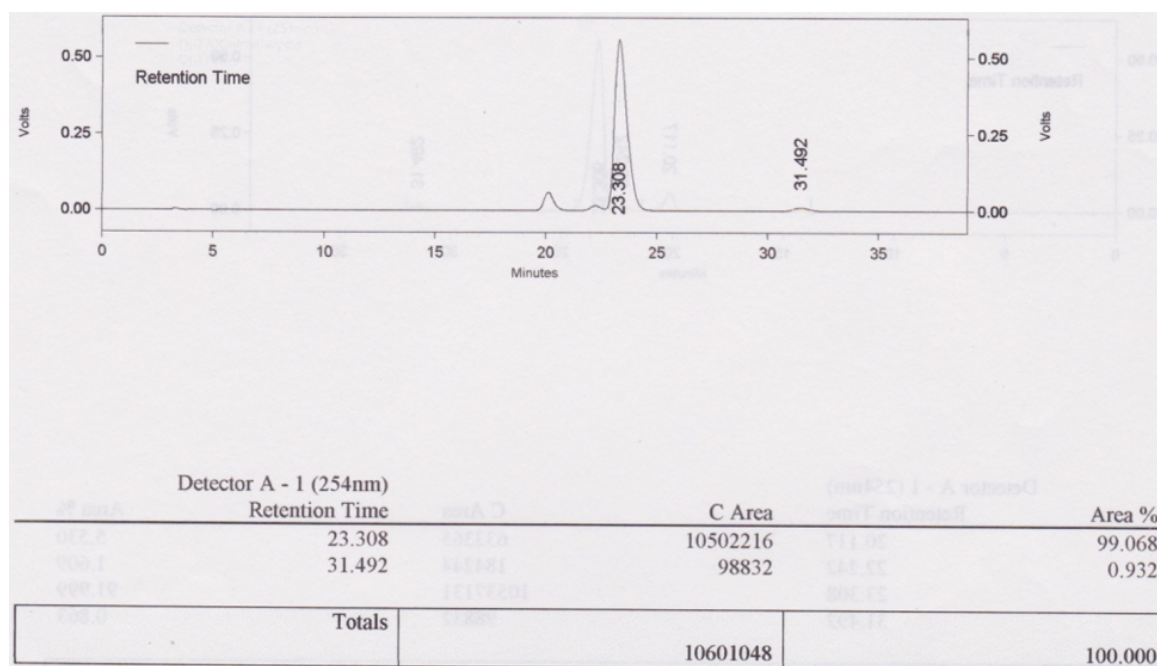 0.50
Retention Time
0.50
Volts
0.25
0.25
Volts
23.308
31.492
0.00
0.00
0 5 10 15 20 25 30 35
Minutes
Detector A - 1 (254nm)
Retention Time C Area Area %
23.308 10502216 99.068
31.492 98832 0.932
Totals
10601048 100.000